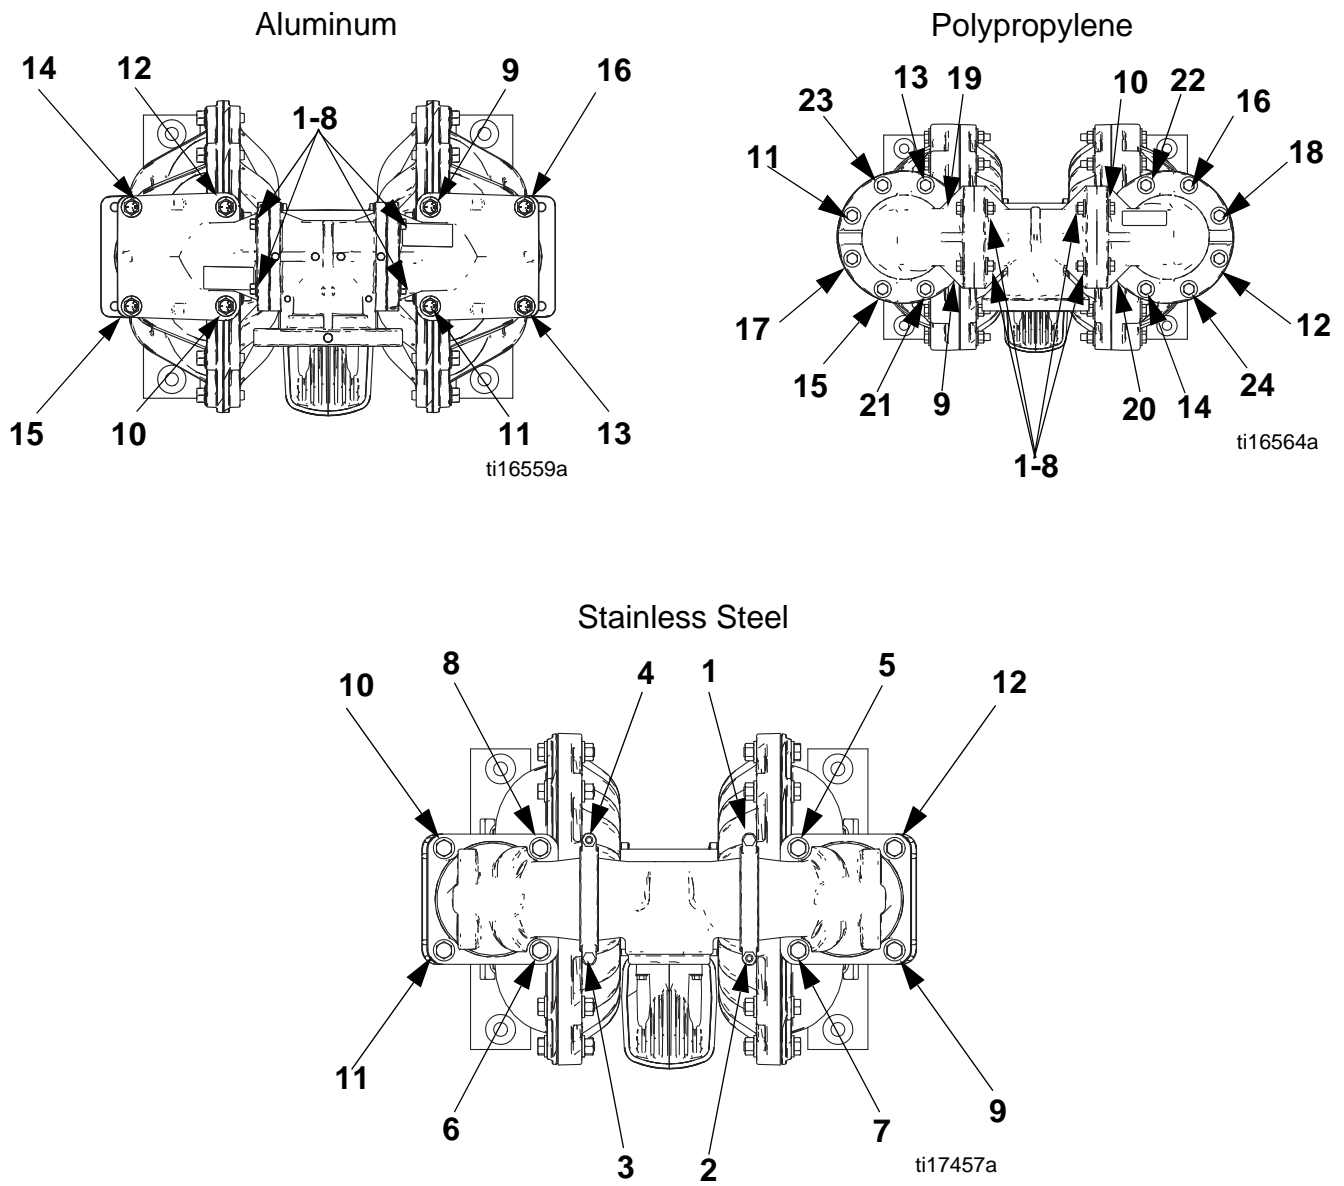 Aluminum
14 12 9 16
1-8
15 10 11 13
ti16559a
Polypropylene
13 19 10 22
23 16
11 18
17 12
15 21 9 20 14 24
1-8
ti16564a
Stainless Steel
10 8 4 1 5 12
11 6 3 2 7 9
ti17457a